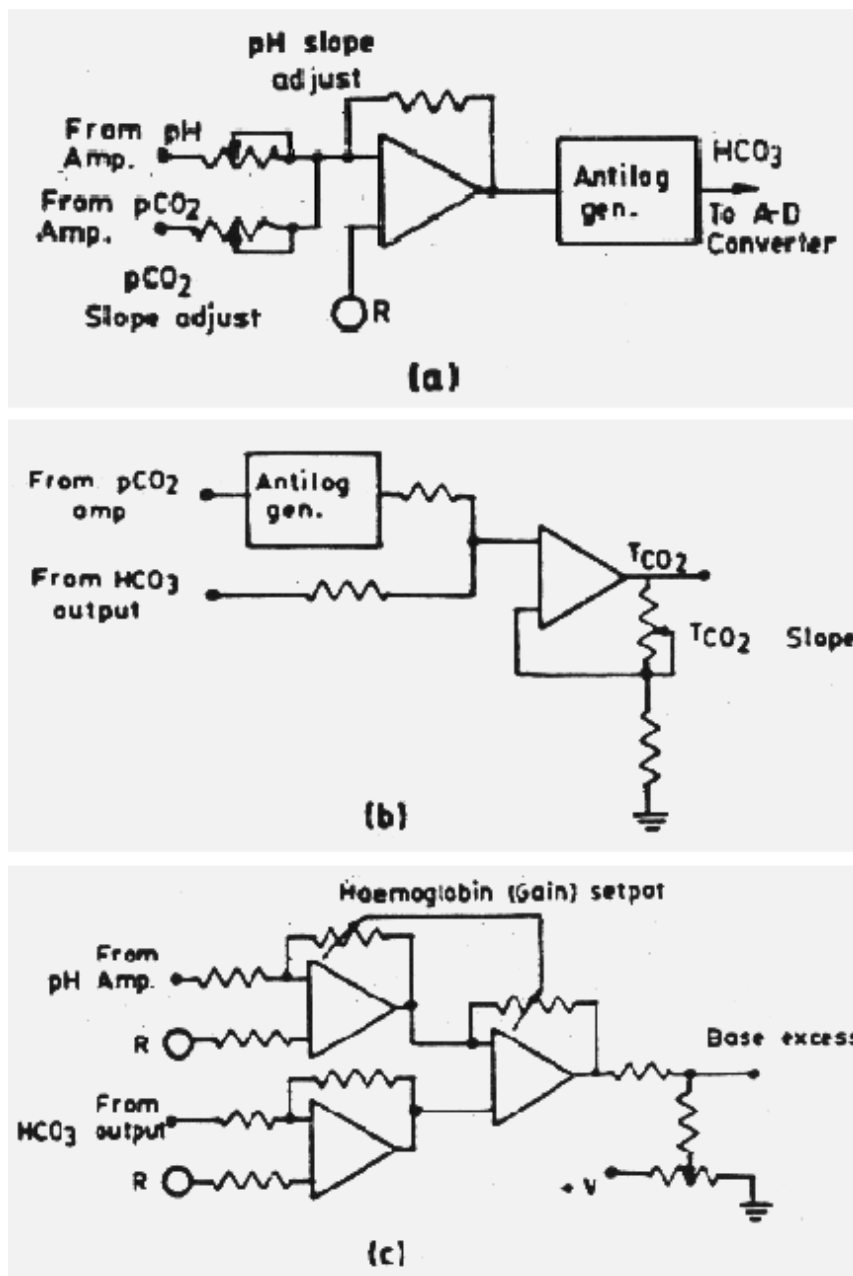 pH slope
adjust
From pH
Amp.
From pCO2
Amp.
pCO2
Slope adjust
R
Antilog
gen.
HCO3
To A-D
Converter
(a)
From pCO2
amp
Antilog
gen.
From HCO3
output
TCO2
TCO2 Slope
(b)
Haemoglobin (Gain) setpot
From
pH Amp.
R
From
HCO3 output
R
Base excess
+ V
(c)